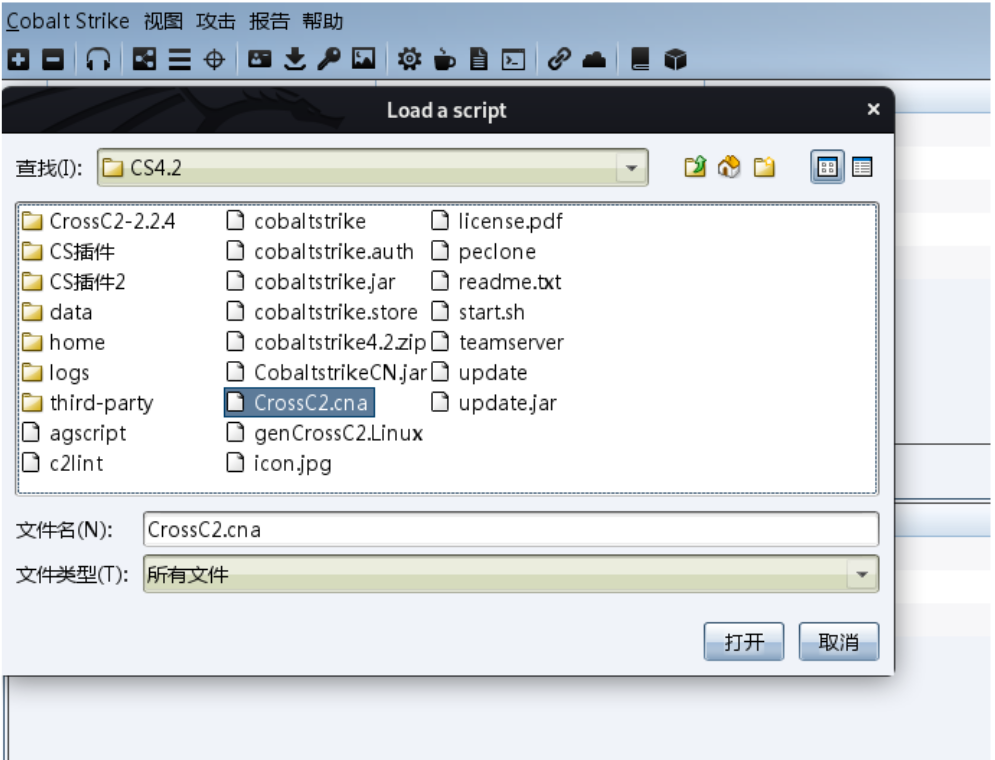 Cobalt Strike 视图 攻击 报告 帮助
Load a script
查找(I): CS4.2
CrossC2-2.2.4 cobaltstrike license.pdf
CS插件 cobaltstrike.auth peclone
CS插件2 cobaltstrike.jar readme.txt
data cobaltstrike.store start.sh
home cobaltstrike4.2.zip teamserver
logs CobaltstrikeCN.jar update
third-party CrossC2.cna update.jar
agscript genCrossC2.Linux
c2lint icon.jpg
文件名(N): CrossC2.cna
文件类型(T): 所有文件
打开 取消